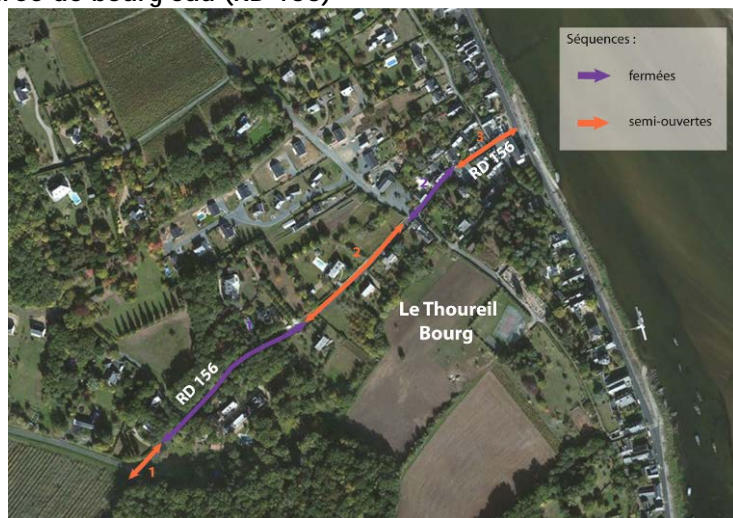 Séquences :
fermées
semi-ouvertes
3
RD 156
2
Le Thoureil
Bourg
RD 156
1